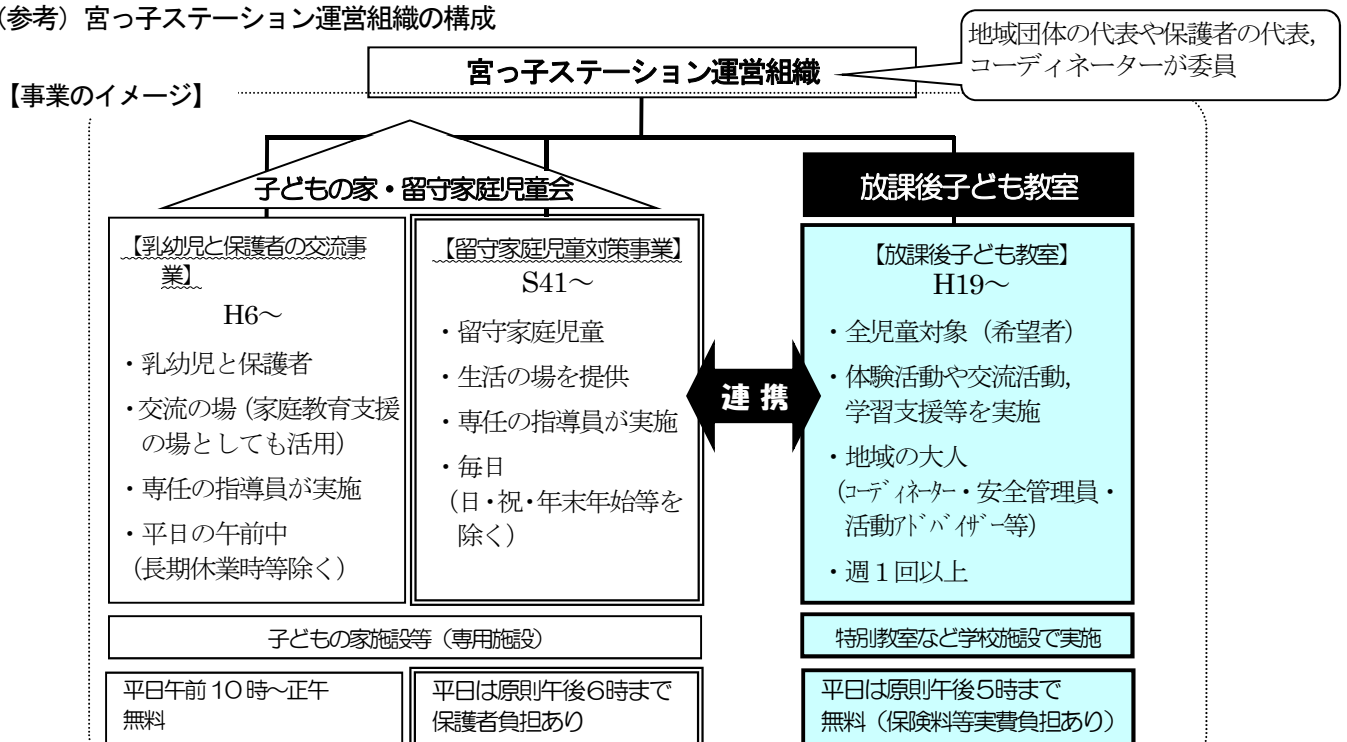 （参考）宮っ子ステーション運営組織の構成
地域団体の代表や保護者の代表，
コーディネーターが委員
宮っ子ステーション運営組織
【事業のイメージ】
子どもの家・留守家庭児童会
【乳幼児と保護者の交流事
業】
H6～
・乳幼児と保護者
・交流の場（家庭教育支援
の場としても活用）
・専任の指導員が実施
・平日の午前中
（長期休業時等除く）
【留守家庭児童対策事業】
S41～
・留守家庭児童
・生活の場を提供
・専任の指導員が実施
・毎日
（日・祝・年末年始等を
除く）
連携
放課後子ども教室
【放課後子ども教室】
H19～
・全児童対象（希望者）
・体験活動や交流活動，
学習支援等を実施
・地域の大人
（ｺｰﾃﾞｨﾈｰﾀｰ・安全管理員・
活動ｱﾄﾞﾊﾞｲｻﾞｰ等）
・週１回以上
子どもの家施設等（専用施設）
特別教室など学校施設で実施
平日午前１０時～正午
無料
平日は原則午後６時まで
保護者負担あり
平日は原則午後５時まで
無料（保険料等実費負担あり）